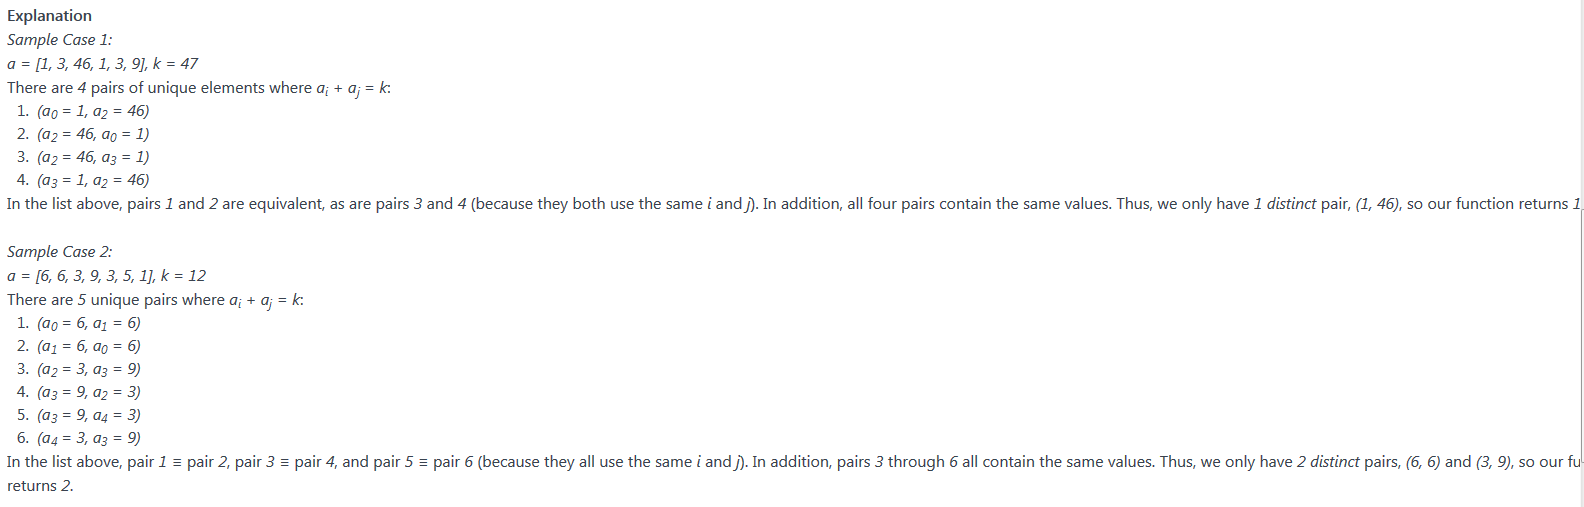 Explanation
Sample Case 1:
a = [1, 3, 46, 1, 3, 9], k = 47
There are 4 pairs of unique elements where ai + aj = k:
1. (a0 = 1, a2 = 46)
2. (a2 = 46, a0 = 1)
3. (a2 = 46, a3 = 1)
4. (a3 = 1, a2 = 46)
In the list above, pairs 1 and 2 are equivalent, as are pairs 3 and 4 (because they both use the same i and j). In addition, all four pairs contain the same values. Thus, we only have 1 distinct pair, (1, 46), so our function returns 1.
Sample Case 2:
a = [6, 6, 3, 9, 3, 5, 1], k = 12
There are 5 unique pairs where ai + aj = k:
1. (a0 = 6, a1 = 6)
2. (a1 = 6, a0 = 6)
3. (a2 = 3, a3 = 9)
4. (a3 = 9, a2 = 3)
5. (a3 = 9, a4 = 3)
6. (a4 = 3, a3 = 9)
In the list above, pair 1 ≡ pair 2, pair 3 ≡ pair 4, and pair 5 ≡ pair 6 (because they all use the same i and j). In addition, pairs 3 through 6 all contain the same values. Thus, we only have 2 distinct pairs, (6, 6) and (3, 9), so our fu
returns 2.